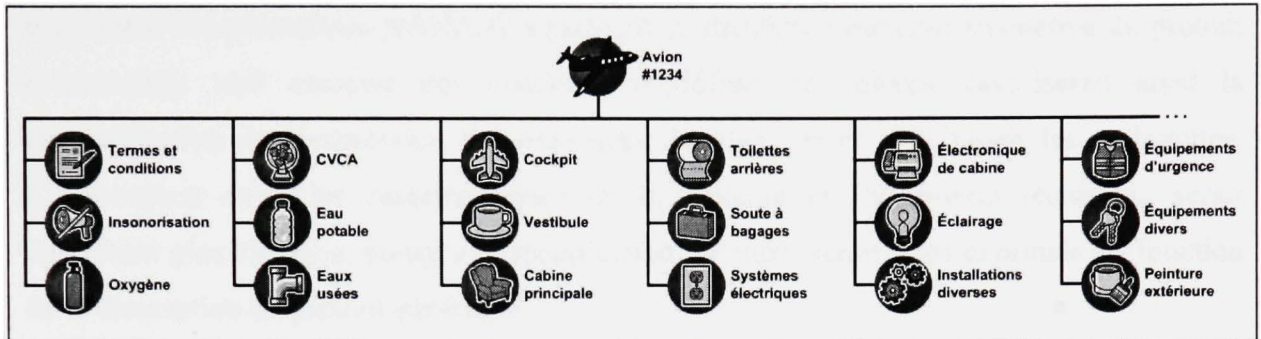 Avion
#1234
Termes et
conditions
CVCA
Cockpit
Toilettes
arrières
Électronique
de cabine
Équipements
d'urgence
Insonorisation
Eau
potable
Vestibule
Soute à
bagages
Éclairage
Équipements
divers
Oxygène
Eaux
usées
Cabine
principale
Systèmes
électriques
Installations
diverses
Peinture
extérieure